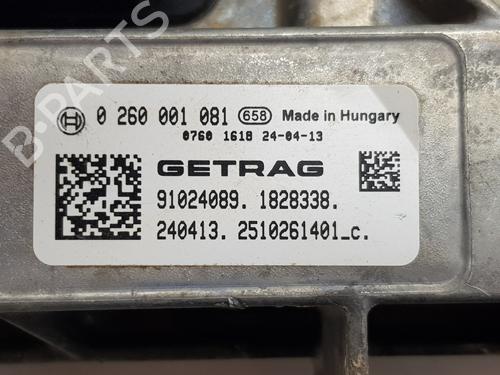 0 260 001 081 658 Made in Hungary
0760 1618 24-04-13
GETRAG
91024089. 1828338.
240413. 2510261401_c.
B-PARTS